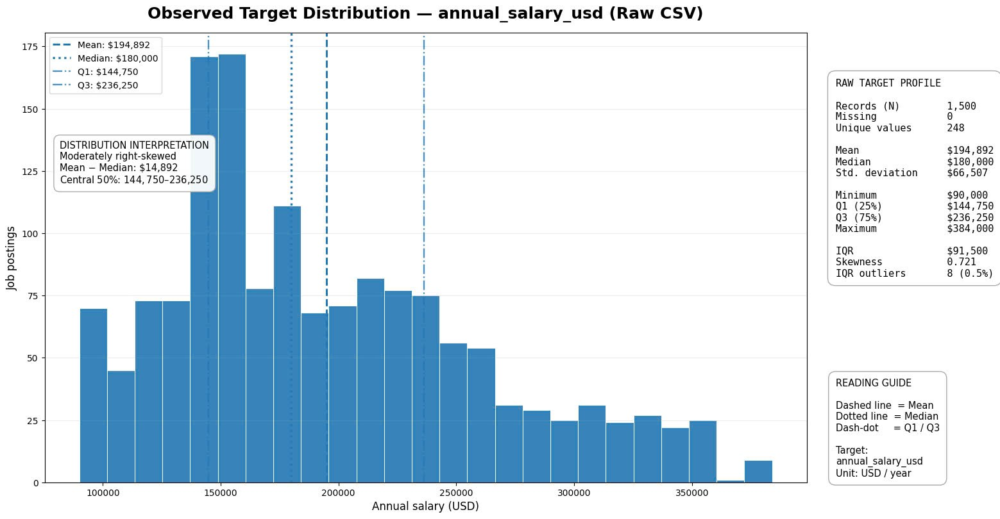 Observed Target Distribution — annual_salary_usd (Raw CSV)
Mean: $194,892
Median: $180,000
Q1: $144,750
Q3: $236,250
DISTRIBUTION INTERPRETATION
Moderately right-skewed
Mean − Median: $14,892
Central 50%: 144,750–236,250
Job postings
175
150
125
100
75
50
25
0
100000 150000 200000 250000 300000 350000
Annual salary (USD)
RAW TARGET PROFILE
Records (N) 1,500
Missing 0
Unique values 248
Mean $194,892
Median $180,000
Std. deviation $66,507
Minimum $90,000
Q1 (25%) $144,750
Q3 (75%) $236,250
Maximum $384,000
IQR $91,500
Skewness 0.721
IQR outliers 8 (0.5%)
READING GUIDE
Dashed line = Mean
Dotted line = Median
Dash-dot = Q1 / Q3
Target:
annual_salary_usd
Unit: USD / year